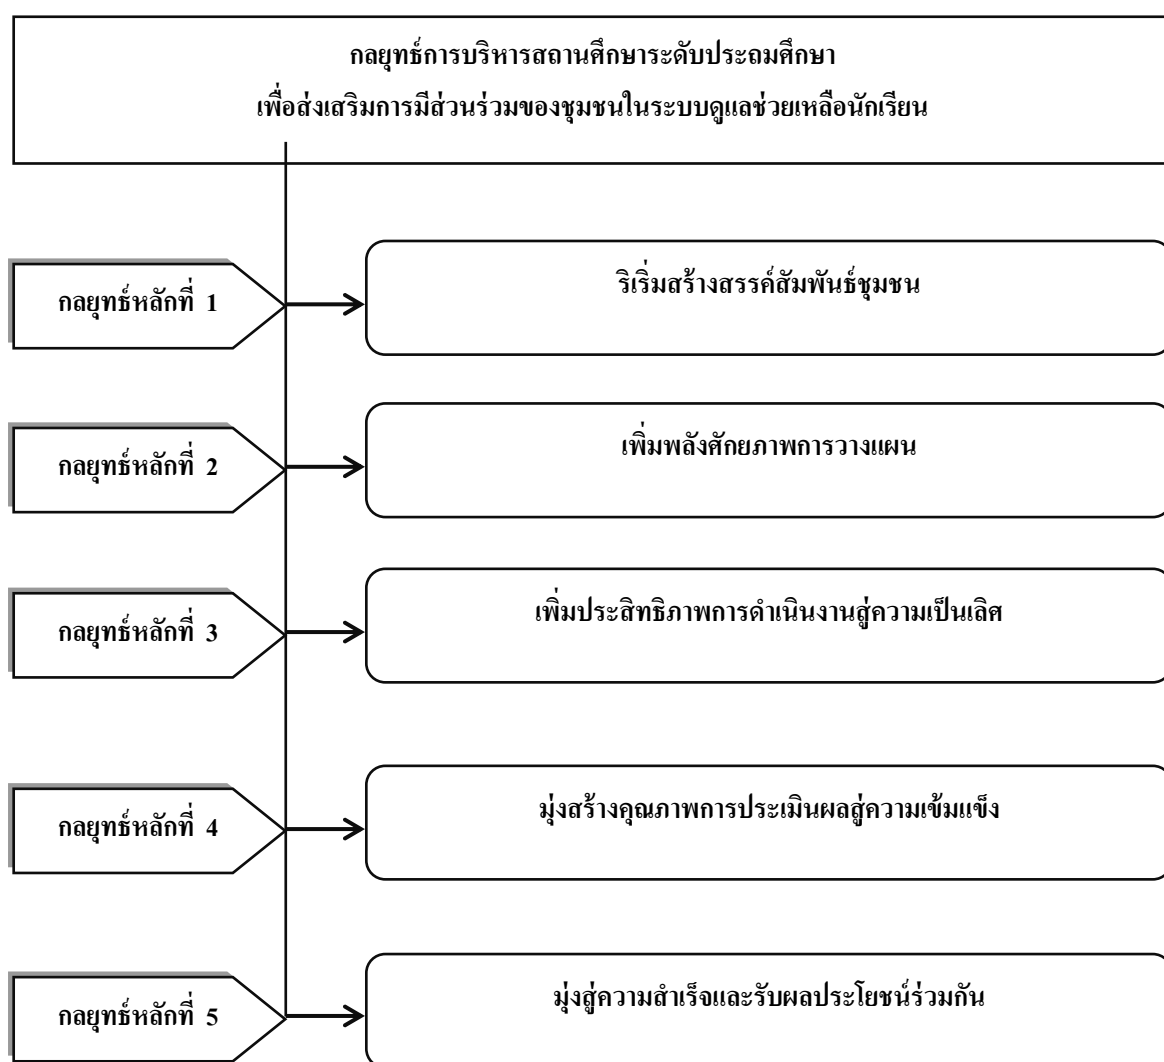 กลยุทธ์การบริหารสถานศึกษาระดับประถมศึกษา
เพื่อส่งเสริมการมีส่วนร่วมของชุมชนในระบบดูแลช่วยเหลือนักเรียน
กลยุทธ์หลักที่ 1
ริเริ่มสร้างสรรค์สัมพันธ์ชุมชน
กลยุทธ์หลักที่ 2
เพิ่มพลังศักยภาพการวางแผน
กลยุทธ์หลักที่ 3
เพิ่มประสิทธิภาพการดำเนินงานสู่ความเป็นเลิศ
กลยุทธ์หลักที่ 4
มุ่งสร้างคุณภาพการประเมินผลสู่ความเข้มแข็ง
กลยุทธ์หลักที่ 5
มุ่งสู่ความสำเร็จและรับผลประโยชน์ร่วมกัน